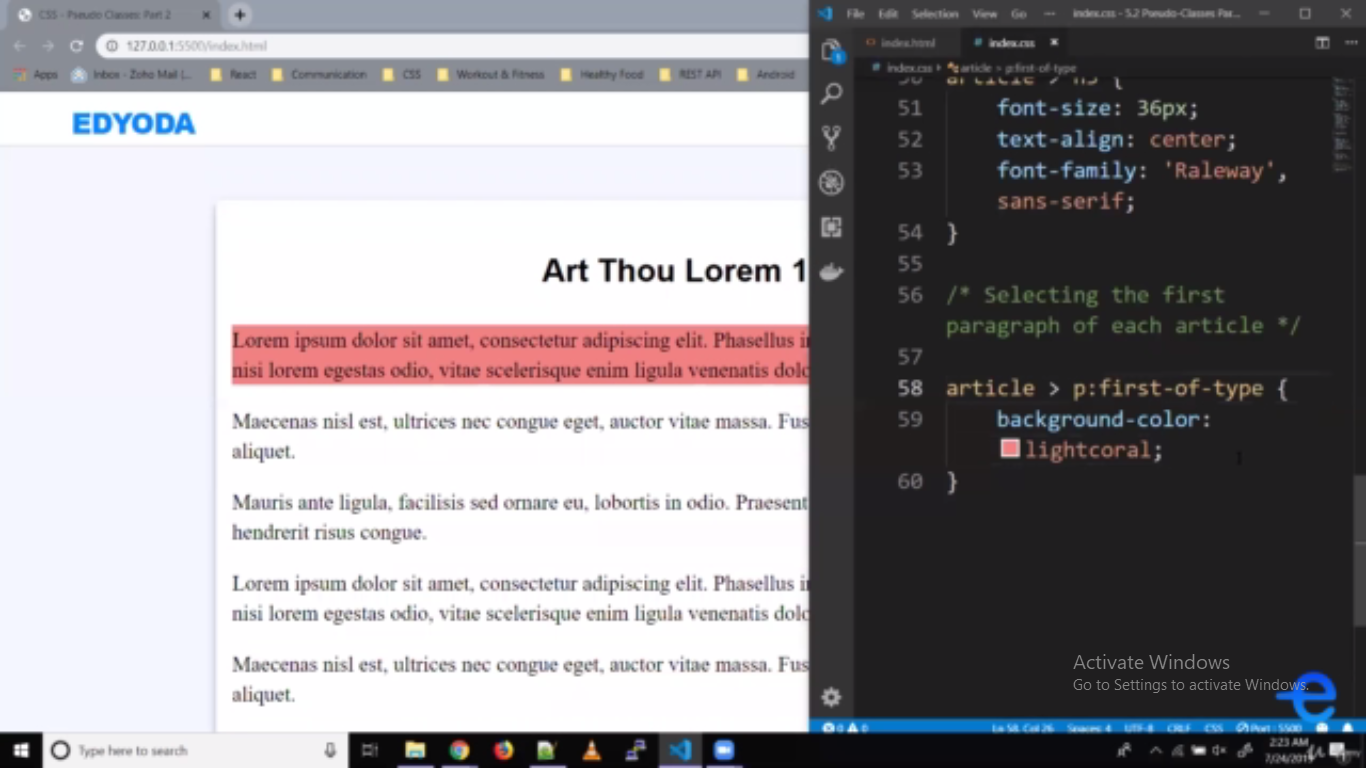 CSS - Pseudo Classes: Part 2
File Edit Selection View Go ··· index.css - 5.2 Pseudo-Classes Par...
127.0.0.1:5500/index.html
index.html index.css
Apps Inbox - Zoho Mail (... React Communication CSS Workout & Fitness Healthy Food REST API Android
index.css › article > p:first-of-type
EDYODA
Art Thou Lorem 1
Lorem ipsum dolor sit amet, consectetur adipiscing elit. Phasellus
nisi lorem egestas odio, vitae scelerisque enim ligula venenatis
Maecenas nisl est, ultrices nec congue eget, auctor vitae massa.
aliquet.
Mauris ante ligula, facilisis sed ornare eu, lobortis in odio. Praesent
hendrerit risus congue.
Lorem ipsum dolor sit amet, consectetur adipiscing elit. Phasellus
nisi lorem egestas odio, vitae scelerisque enim ligula venenatis
Maecenas nisl est, ultrices nec congue eget, auctor vitae massa.
aliquet.
article > h3 {
51 font-size: 36px;
52 text-align: center;
53 font-family: 'Raleway',
sans-serif;
54 }
55
56 /* Selecting the first
paragraph of each article */
57
58 article > p:first-of-type {
59 background-color:
lightcoral;
60 }
Activate Windows
Go to Settings to activate Windows.
0 0 Ln 58, Col 26 Spaces: 4 UTF-8 CRLF CSS Port : 5500
Type here to search
2:23 AM